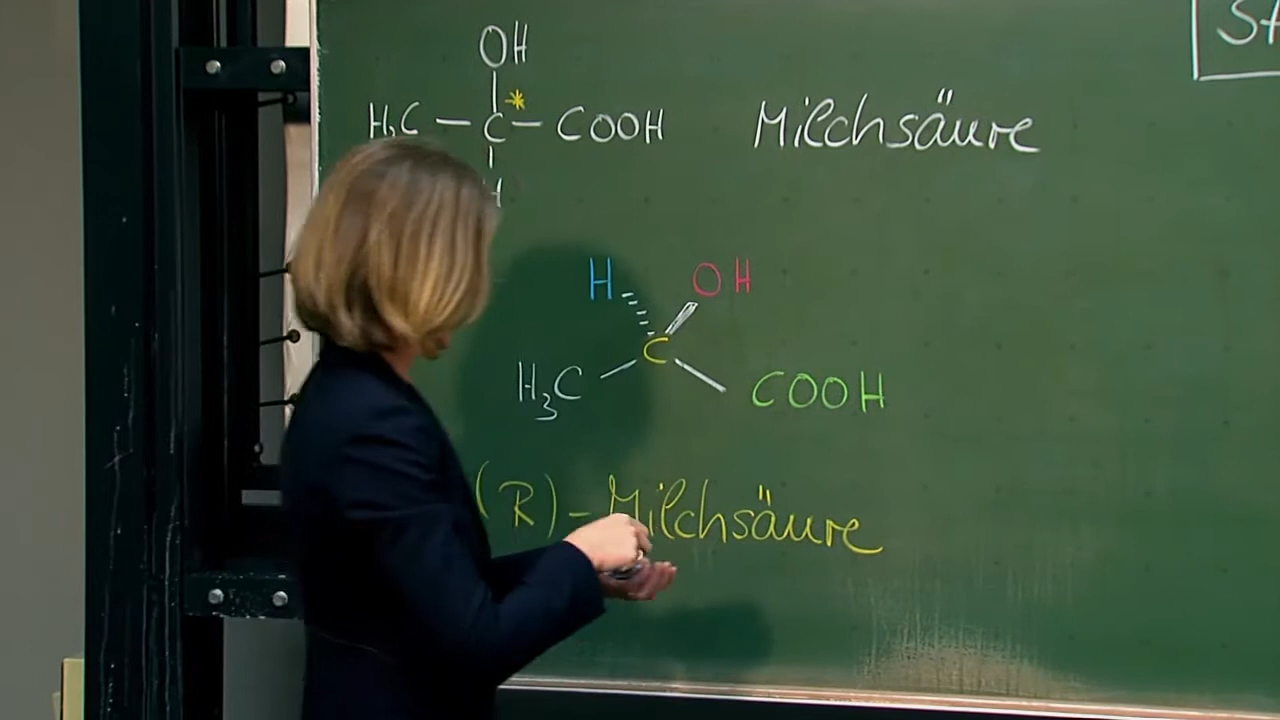 OH
H₃C — C* — COOH Milchsäure
H
H OH
C
H₃C COOH
(R) - Milchsäure